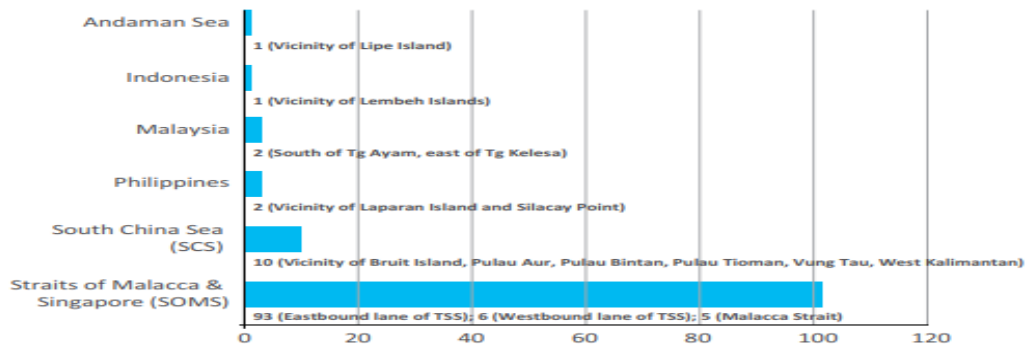 Andaman Sea
1 (Vicinity of Lipe Island)
Indonesia
1 (Vicinity of Lembeh Islands)
Malaysia
2 (South of Tg Ayam, east of Tg Kelesa)
Philippines
2 (Vicinity of Laparan Island and Silacay Point)
South China Sea
(SCS)
10 (Vicinity of Bruit Island, Pulau Aur, Pulau Bintan, Pulau Tioman, Vung Tau, West Kalimantan)
Straits of Malacca &
Singapore (SOMS)
93 (Eastbound lane of TSS); 6 (Westbound lane of TSS); 5 (Malacca Strait)
0 20 40 60 80 100 120